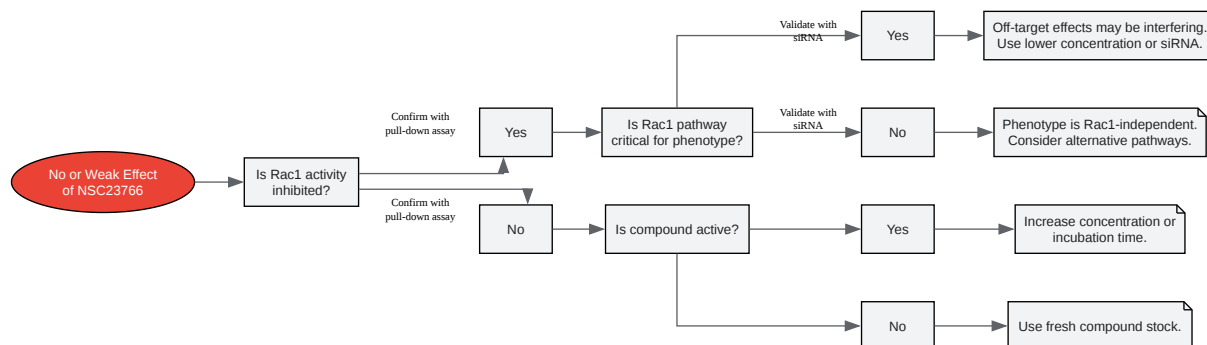 Validate with
siRNA
Yes
Off-target effects may be interfering.
Use lower concentration or siRNA.
Confirm with
pull-down assay
Yes
Is Rac1 pathway
critical for phenotype?
Validate with
siRNA
No
Phenotype is Rac1-independent.
Consider alternative pathways.
No or Weak Effect
of NSC23766
Is Rac1 activity
inhibited?
Confirm with
pull-down assay
No
Is compound active?
Yes
Increase concentration or
incubation time.
No
Use fresh compound stock.